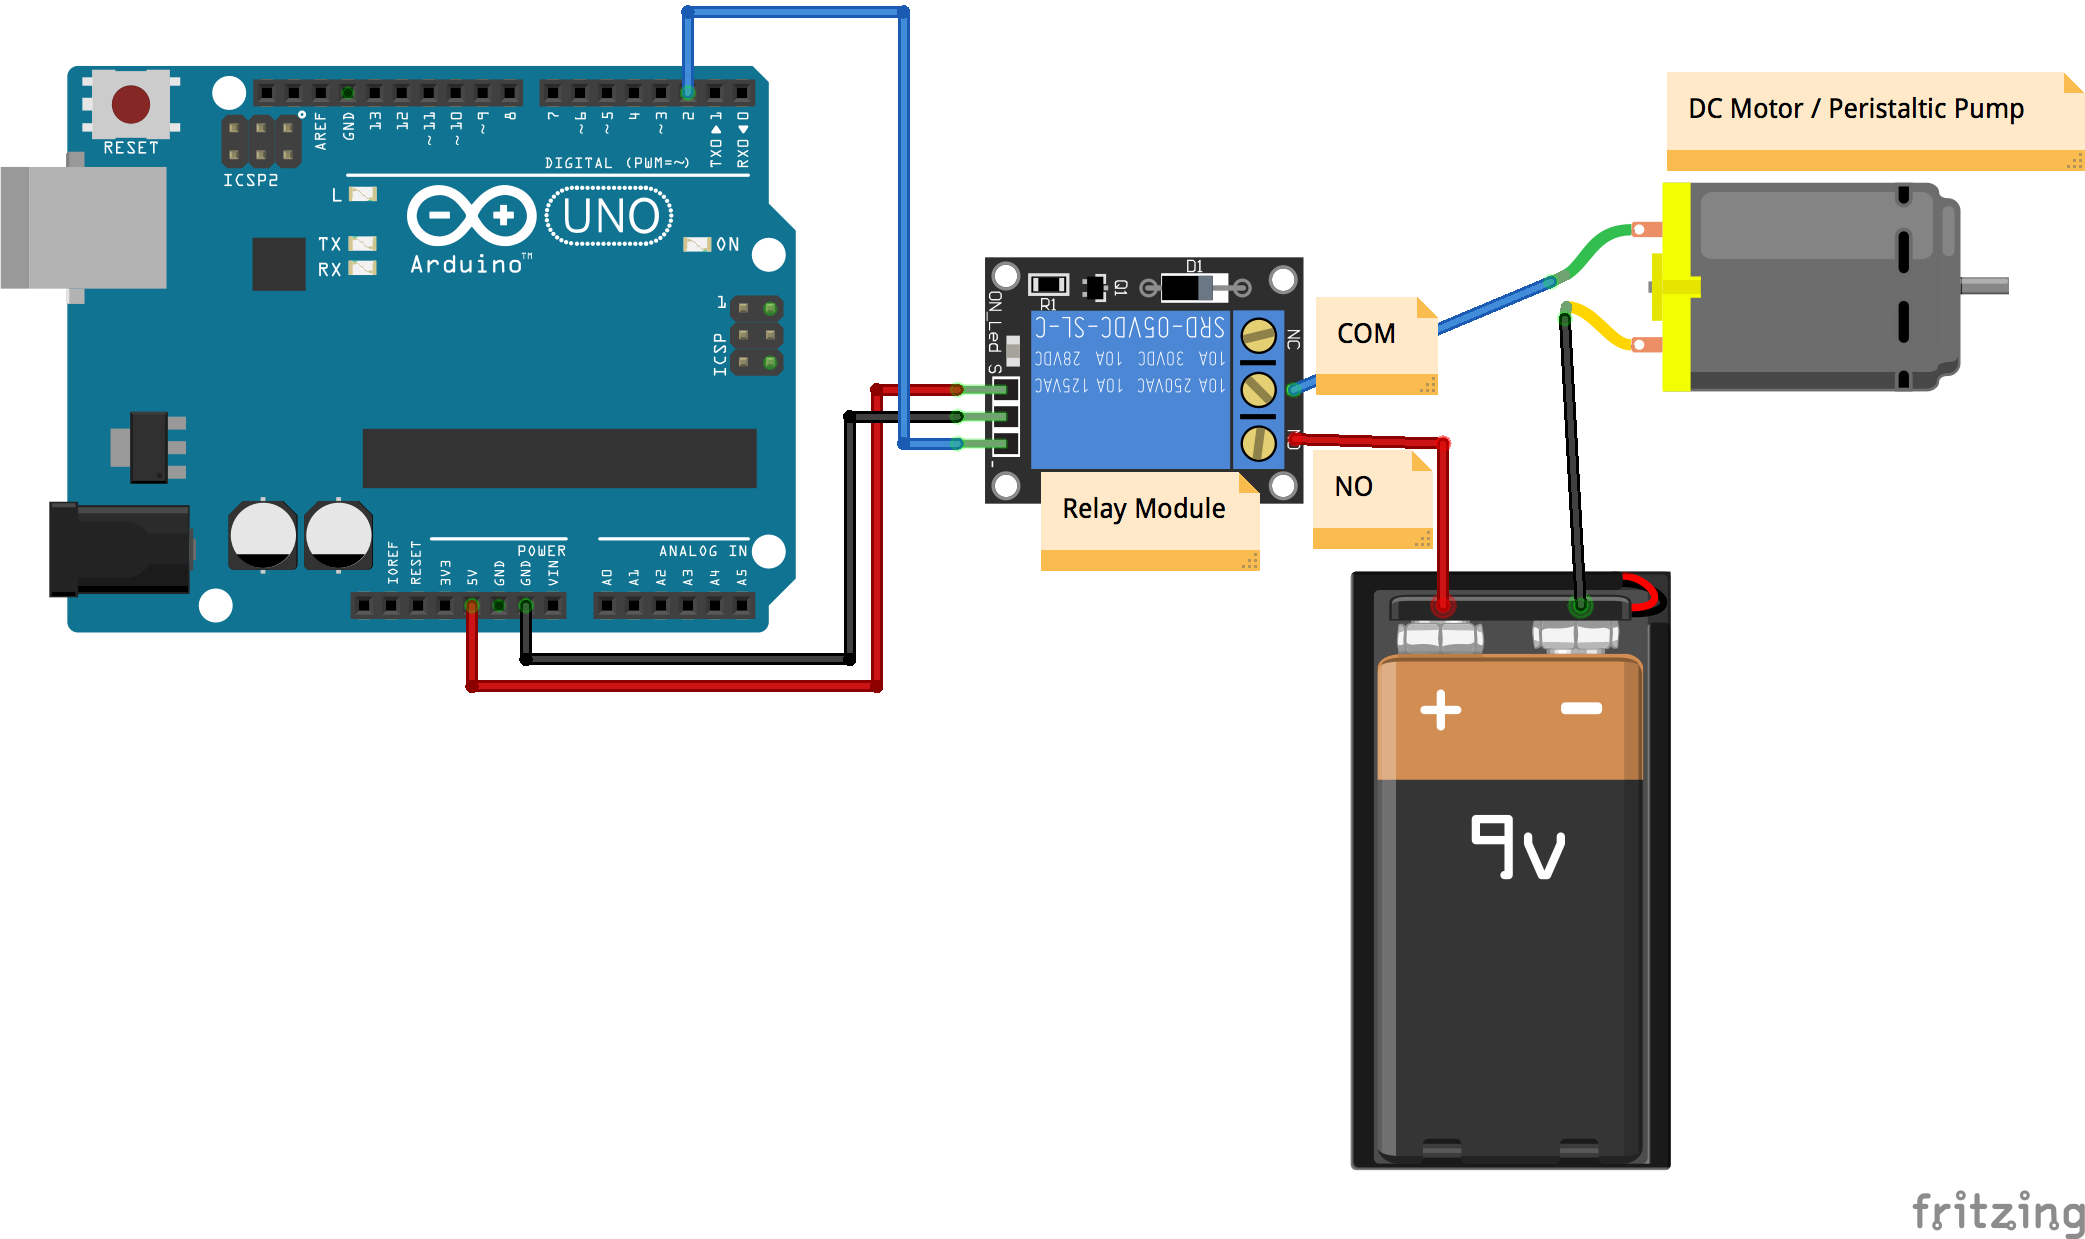 RESET
ICSP2
AREF
GND
13
12
~11
~10
~9
8
7
~6
~5
4
~3
2
TX0▶1
RX0◀0
DIGITAL (PWM=~)
L
TX
RX
UNO
Arduino™
ON
1
ICSP
IOREF
RESET
3V3
5V
GND
GND
VIN
POWER
ANALOG IN
A0
A1
A2
A3
A4
A5
ON_Led
R1
Q1
D1
S
-
SRD-05VDC-SL-C
10A 30VDC 10A 28VDC
10A 250VAC 10A 125VAC
NC
NO
Relay Module
COM
NO
DC Motor / Peristaltic Pump
+ -
9v
fritzing